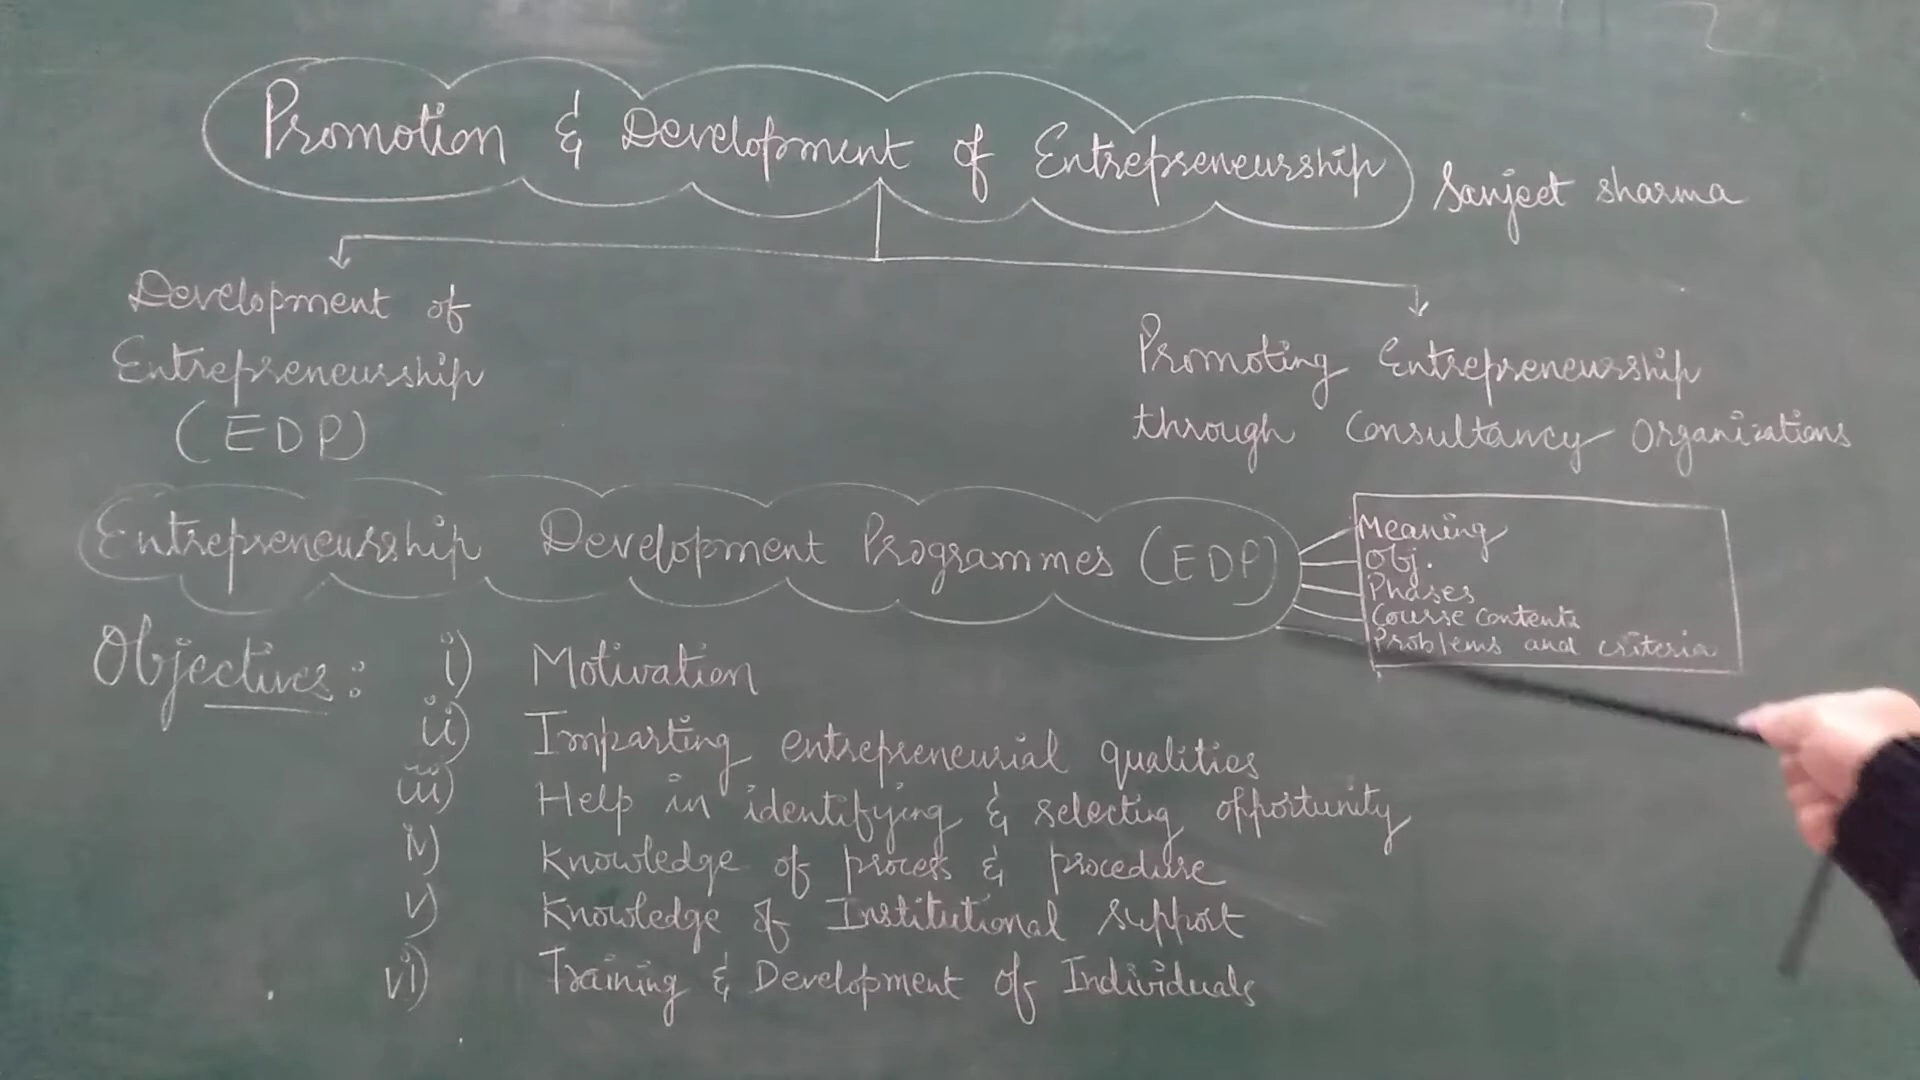 Promotion & Development of Entrepreneurship
Sanjeet sharma
Development of
Entrepreneurship
(EDP)
Promoting Entrepreneurship
through Consultancy Organizations
Entrepreneurship Development Programmes (EDP)
Meaning
Obj.
Phases
Course contents
Problems and criteria
Objectives:
i) Motivation
ii) Imparting entrepreneurial qualities
iii) Help in identifying & selecting opportunity
iv) Knowledge of process & procedure
v) Knowledge of Institutional support
vi) Training & Development of Individuals